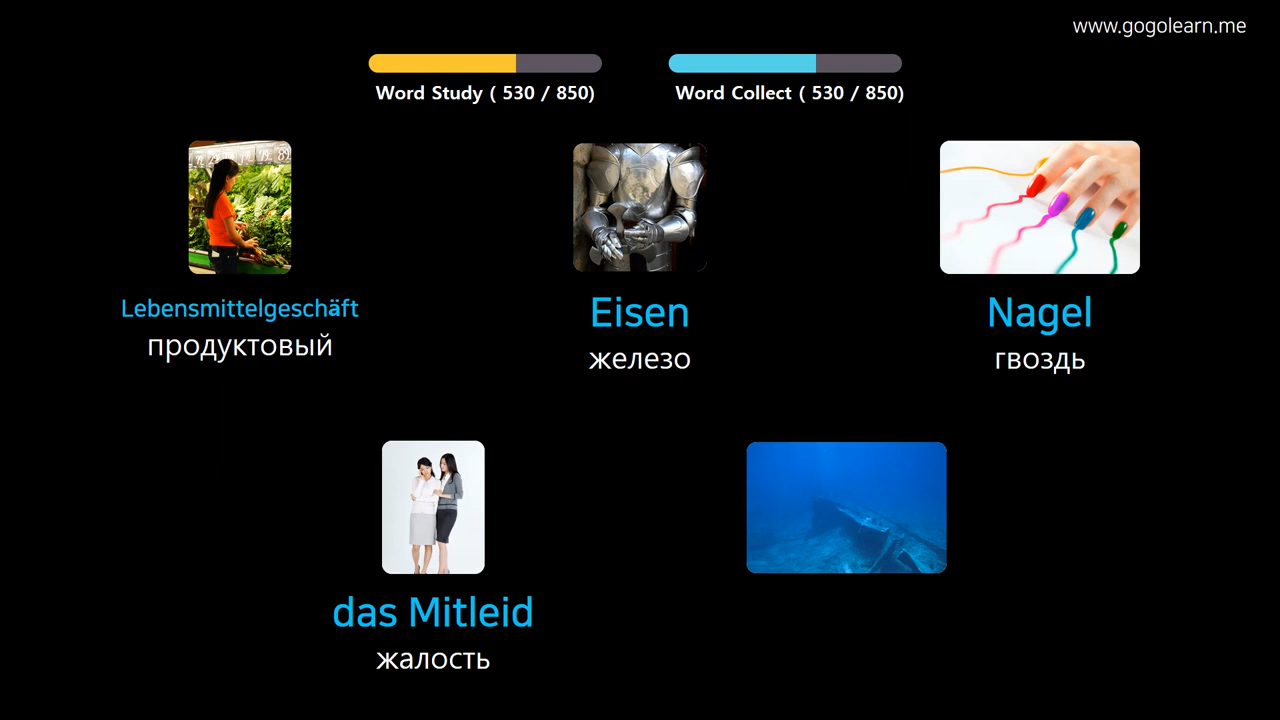 www.gogolearn.me
Word Study ( 530 / 850)
Word Collect ( 530 / 850)
Lebensmittelgeschäft
продуктовый
Eisen
железо
Nagel
гвоздь
das Mitleid
жалость